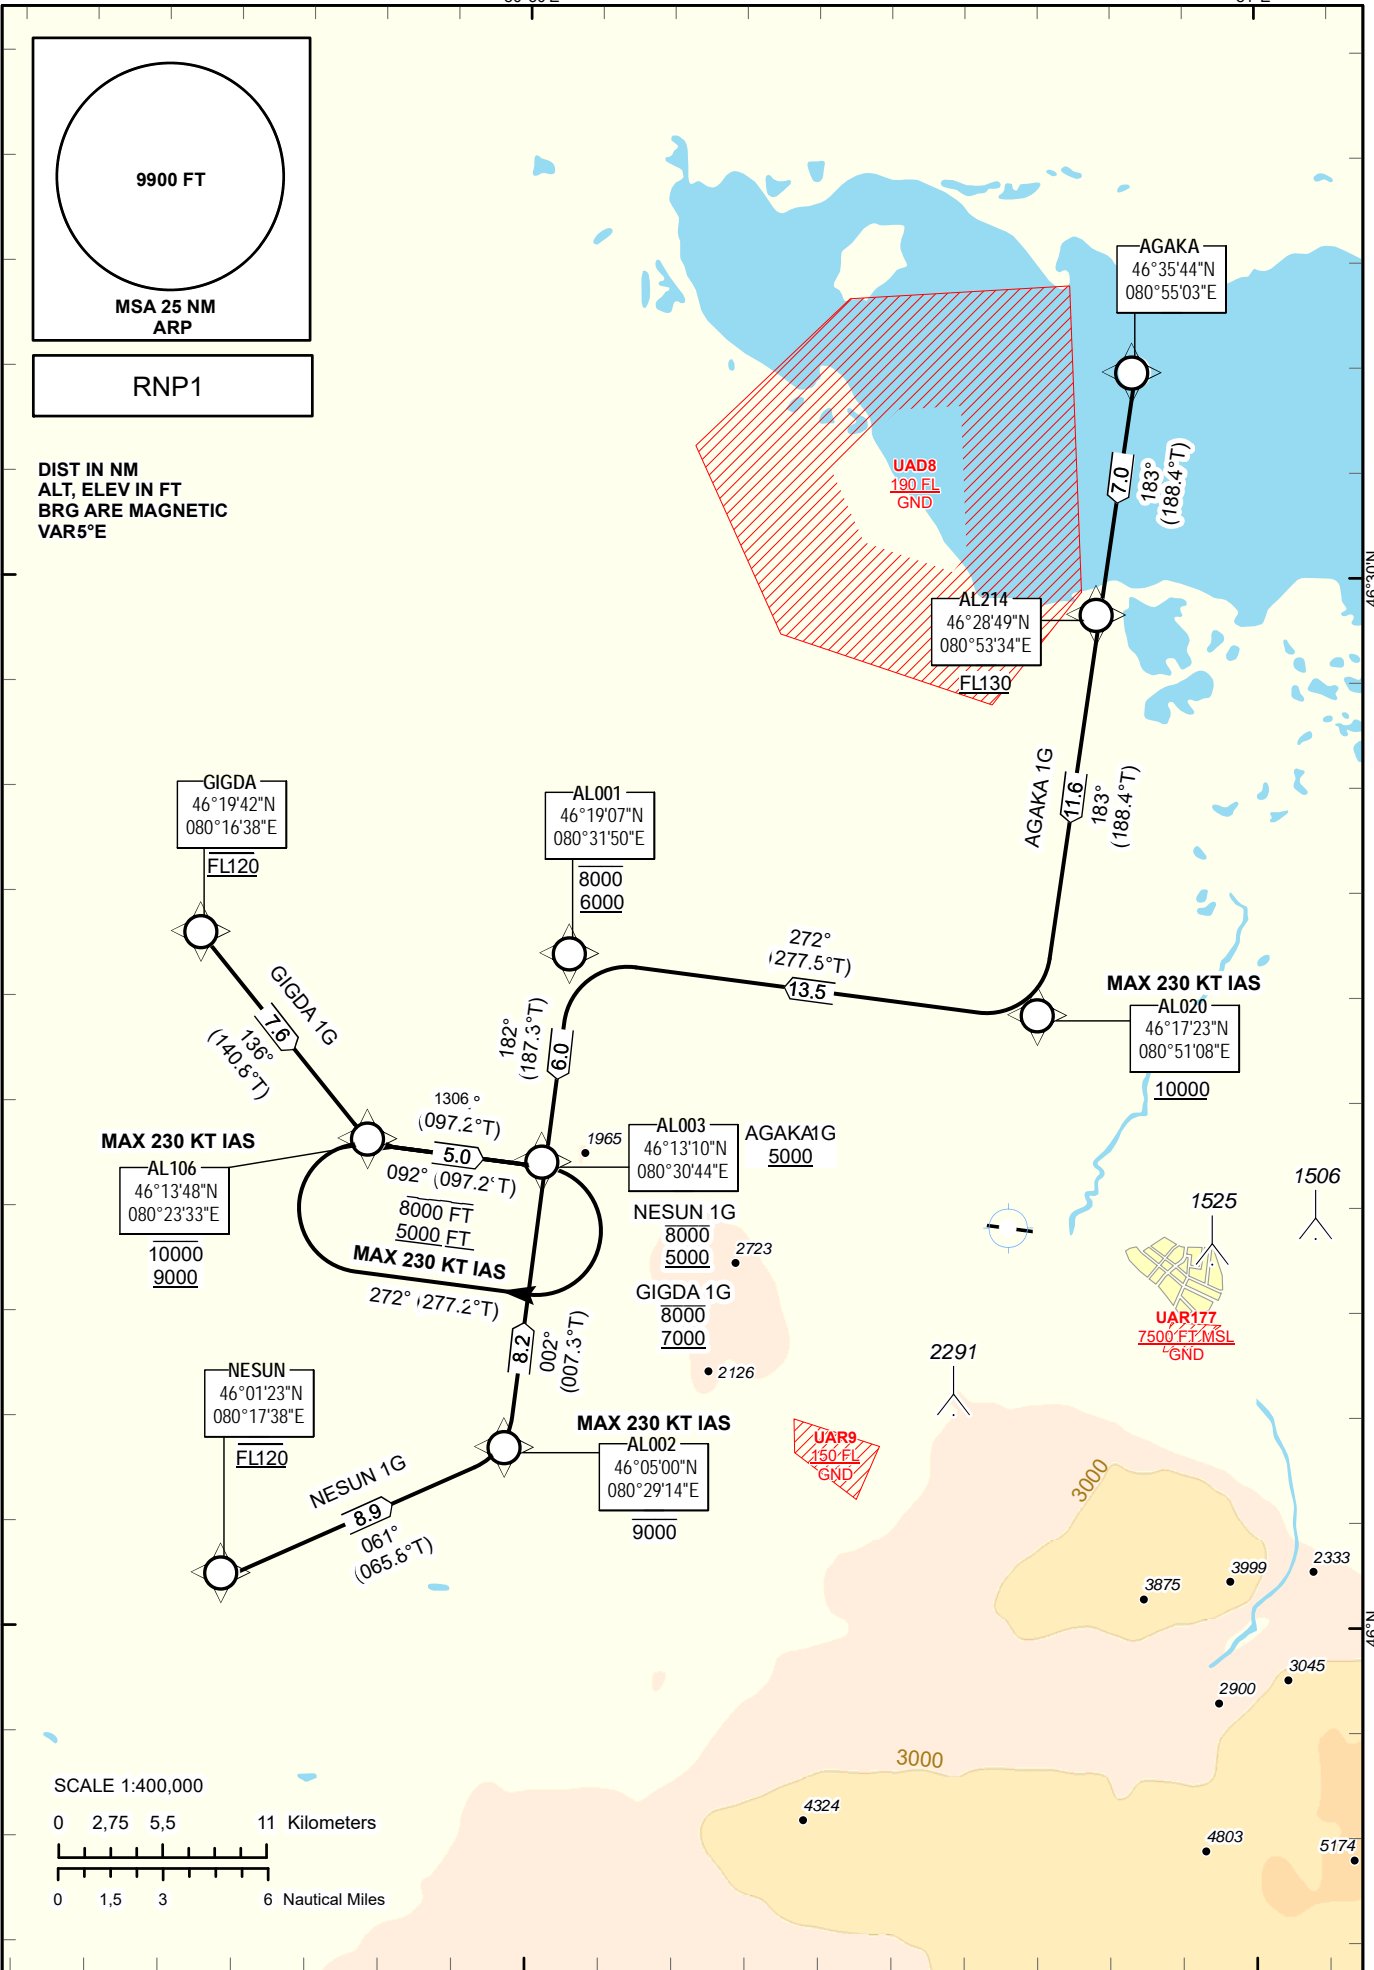 9900 FT
MSA 25 NM
ARP
RNP1
DIST IN NM
ALT, ELEV IN FT
BRG ARE MAGNETIC
VAR5°E
AGAKA
46°35'44"N
080°55'03"E
7.0
183°
(188.4°T)
UAD8
190 FL
GND
46°30'N
AL214
46°28'49"N
080°53'34"E
FL130
AGAKA 1G
11.6
183°
(188.4°T)
GIGDA
46°19'42"N
080°16'38"E
FL120
AL001
46°19'07"N
080°31'50"E
8000
6000
272°
(277.5°T)
13.5
MAX 230 KT IAS
AL020
46°17'23"N
080°51'08"E
10000
GIGDA 1G
7.6
136°
(140.8°T)
182°
(187.3°T)
6.0
1306 °
(097.2°T)
5.0
092° (097.2°T)
8000 FT
5000 FT
MAX 230 KT IAS
272° (277.2°T)
MAX 230 KT IAS
AL106
46°13'48"N
080°23'33"E
10000
9000
1965
AL003
46°13'10"N
080°30'44"E
AGAKA1G
5000
NESUN 1G
8000
5000
GIGDA 1G
8000
7000
2723
2126
1525
1506
UAR177
7500 FT MSL
GND
2291
8.2
002°
(007.3°T)
NESUN
46°01'23"N
080°17'38"E
FL120
MAX 230 KT IAS
AL002
46°05'00"N
080°29'14"E
9000
NESUN 1G
8.9
061°
(065.8°T)
UAR9
150 FL
GND
3000
3875
3999
2333
46°N
3045
2900
3000
4324
4803
5174
SCALE 1:400,000
0 2,75 5,5 11 Kilometers
0 1,5 3 6 Nautical Miles